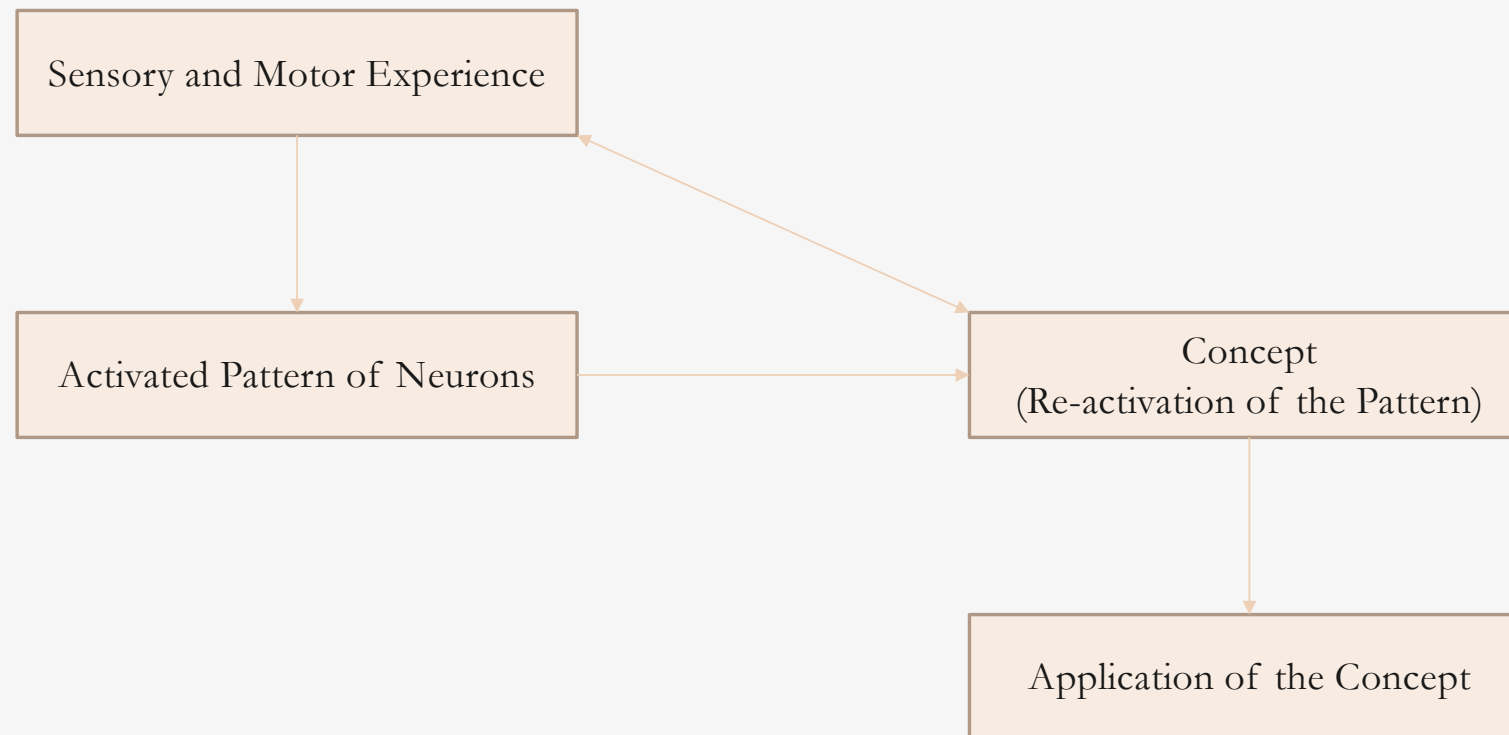 Sensory and Motor Experience
Activated Pattern of Neurons
Concept
(Re-activation of the Pattern)
Application of the Concept